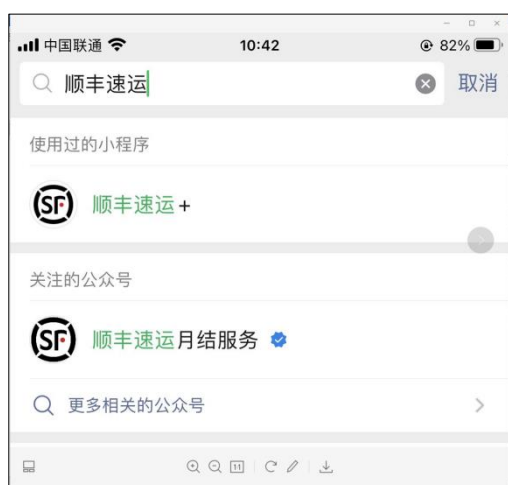 中国联通 10:42 82%
顺丰速运 取消
使用过的小程序
SF 顺丰速运+
关注的公众号
SF 顺丰速运月结服务
更多相关的公众号
1:1